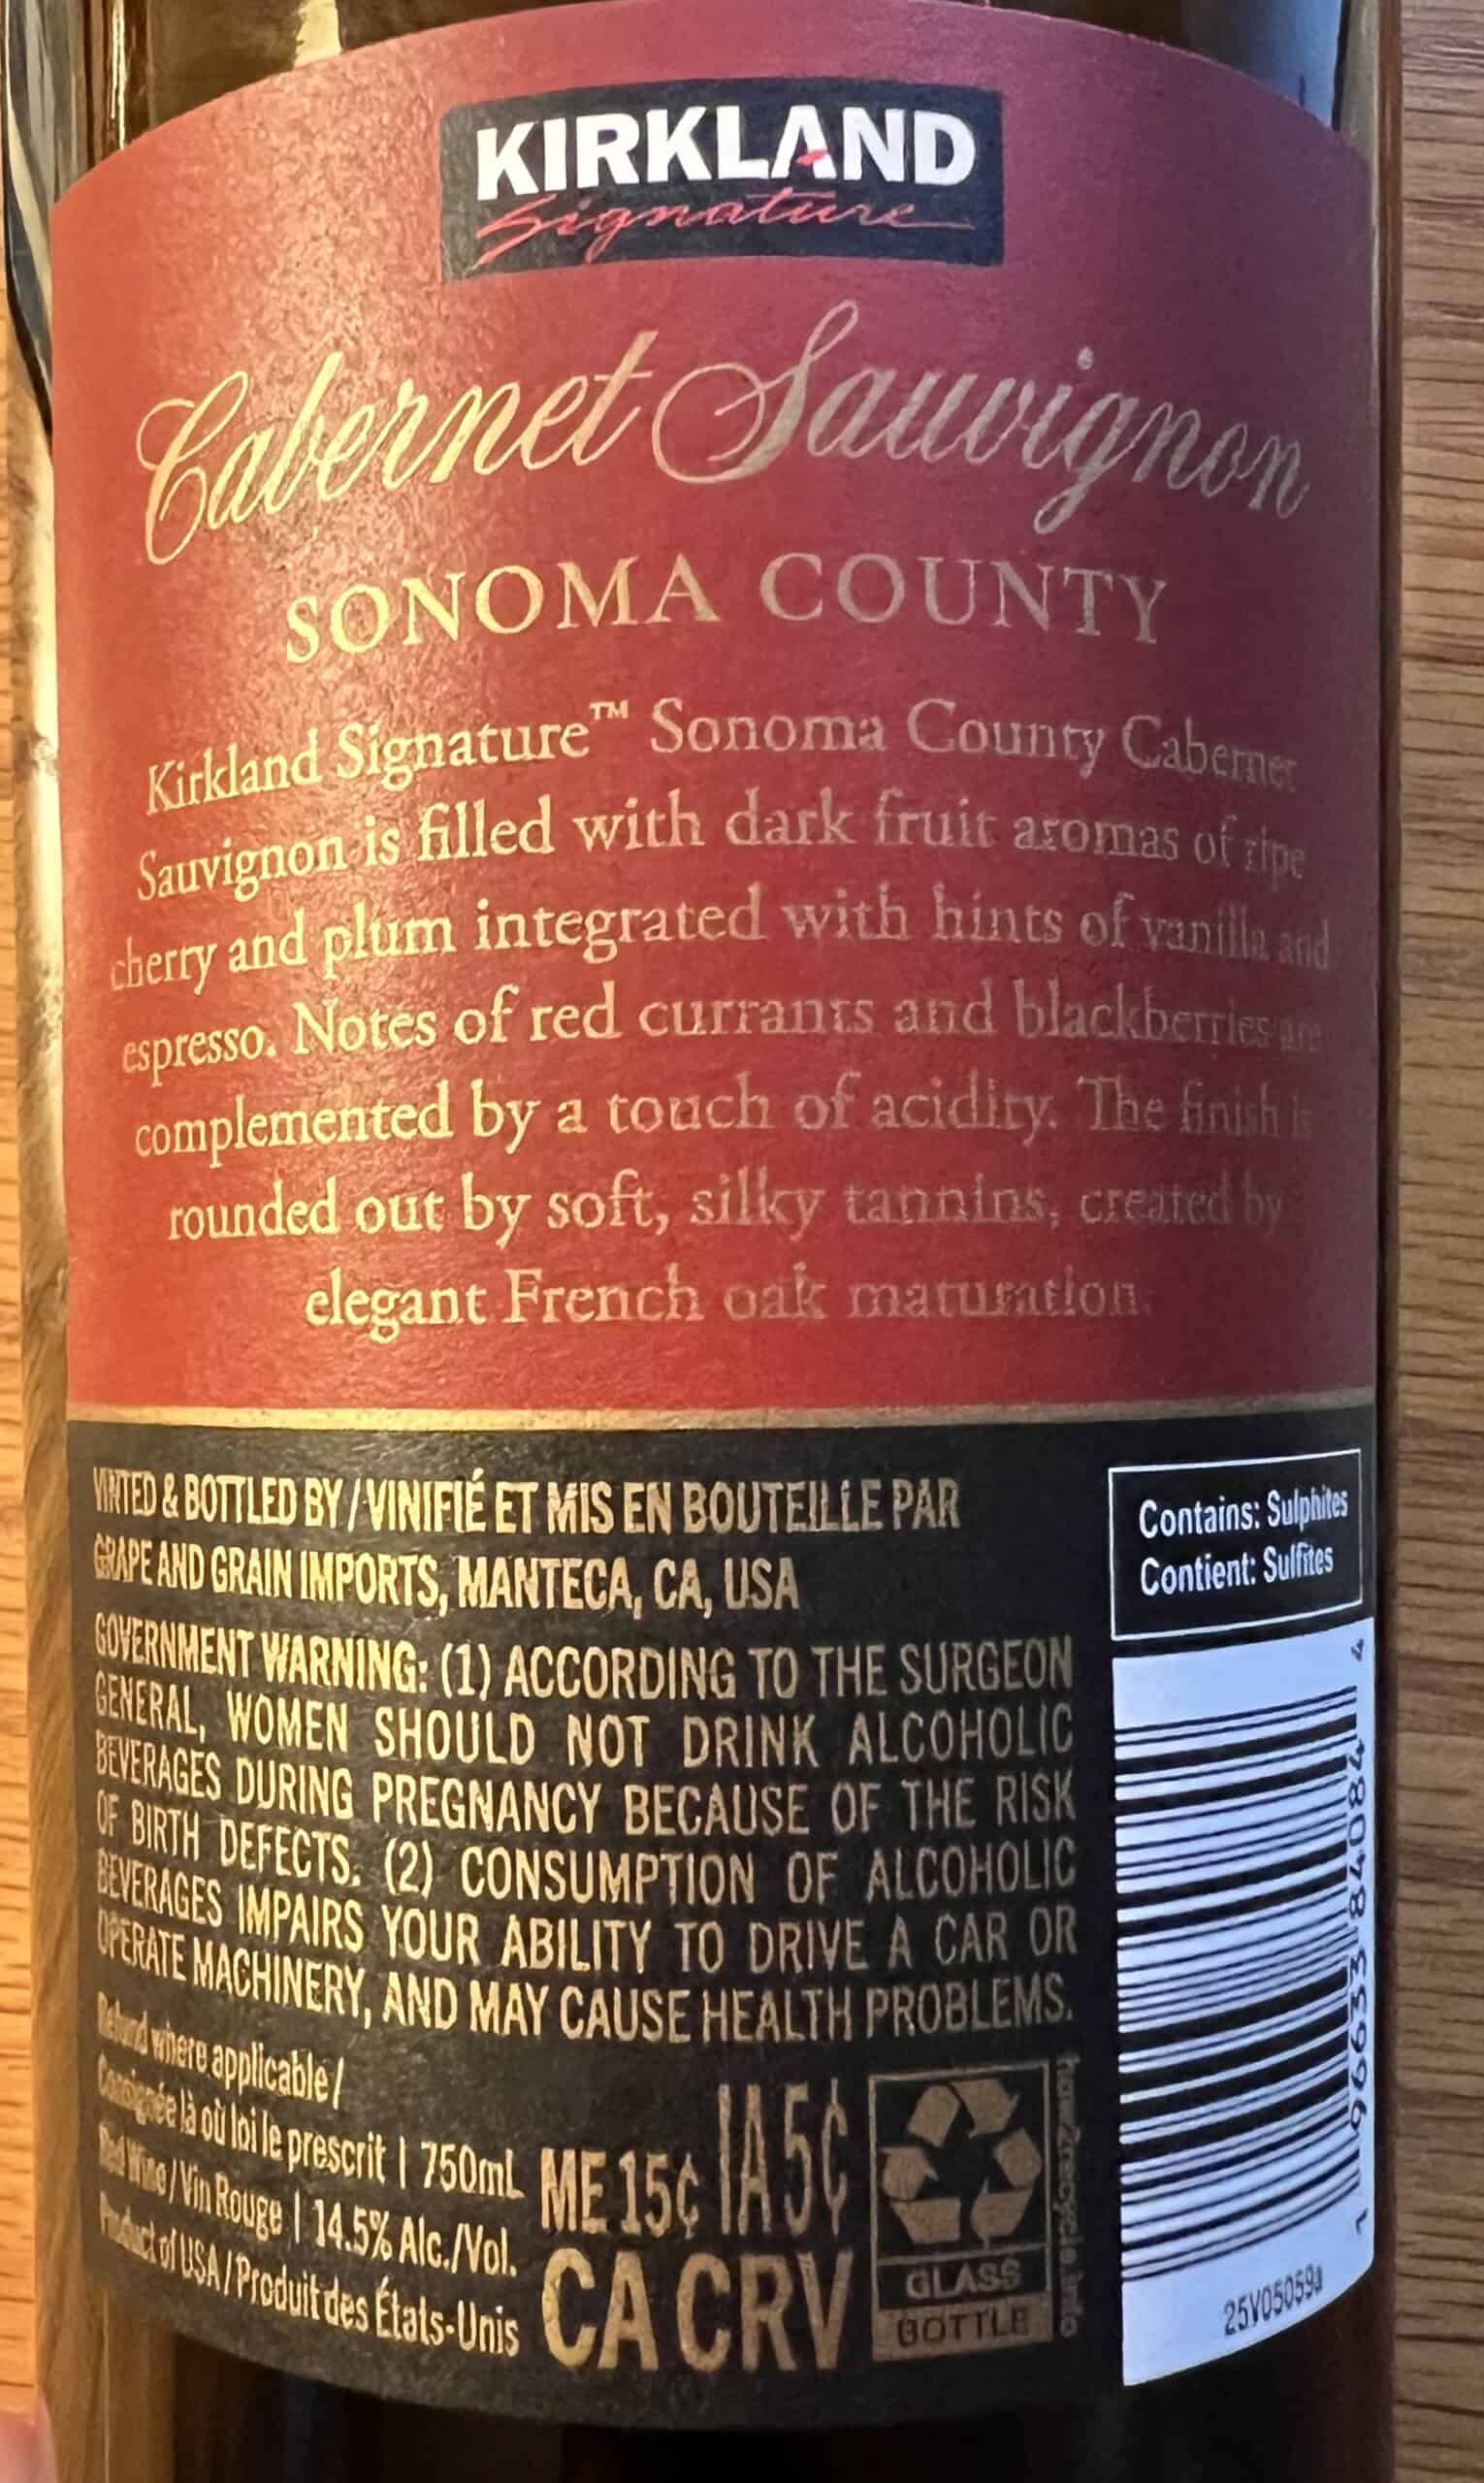 KIRKLAND
Signature
Cabernet Sauvignon
SONOMA COUNTY
Kirkland Signature™ Sonoma County Cabernet
Sauvignon is filled with dark fruit aromas of ripe
cherry and plum integrated with hints of vanilla and
espresso. Notes of red currants and blackberries are
complemented by a touch of acidity. The finish is
rounded out by soft, silky tannins, created by
elegant French oak maturation.
VINTED & BOTTLED BY / VINIFIÉ ET MIS EN BOUTEILLE PAR
GRAPE AND GRAIN IMPORTS, MANTECA, CA, USA
GOVERNMENT WARNING: (1) ACCORDING TO THE SURGEON
GENERAL, WOMEN SHOULD NOT DRINK ALCOHOLIC
BEVERAGES DURING PREGNANCY BECAUSE OF THE RISK
OF BIRTH DEFECTS. (2) CONSUMPTION OF ALCOHOLIC
BEVERAGES IMPAIRS YOUR ABILITY TO DRIVE A CAR OR
OPERATE MACHINERY, AND MAY CAUSE HEALTH PROBLEMS.
Refund where applicable /
Consignée là où loi le prescrit | 750mL
Red Wine / Vin Rouge | 14.5% Alc./Vol.
Product of USA / Produit des États-Unis
ME 15¢ IA 5¢
CA CRV
GLASS
BOTTLE
how2recycle.info
Contains: Sulphites
Contient: Sulfites
1 96633 84084 4
25V05059a